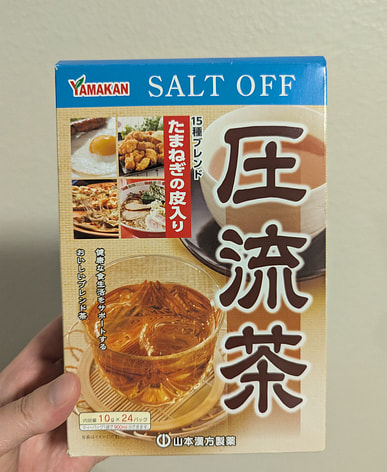 YAMAKAN
SALT OFF
15種ブレンド
たまねぎの皮入り
圧流茶
健康な食生活をサポートする
おいしいブレンド茶
内容量 10g×24パック
山本漢方製薬